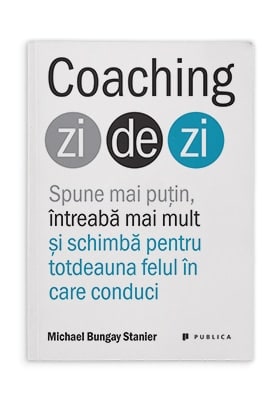 Coaching
zi de zi
Spune mai puțin,
întreabă mai mult
și schimbă pentru
totdeauna felul în
care conduci
Michael Bungay Stanier
PUBLICA